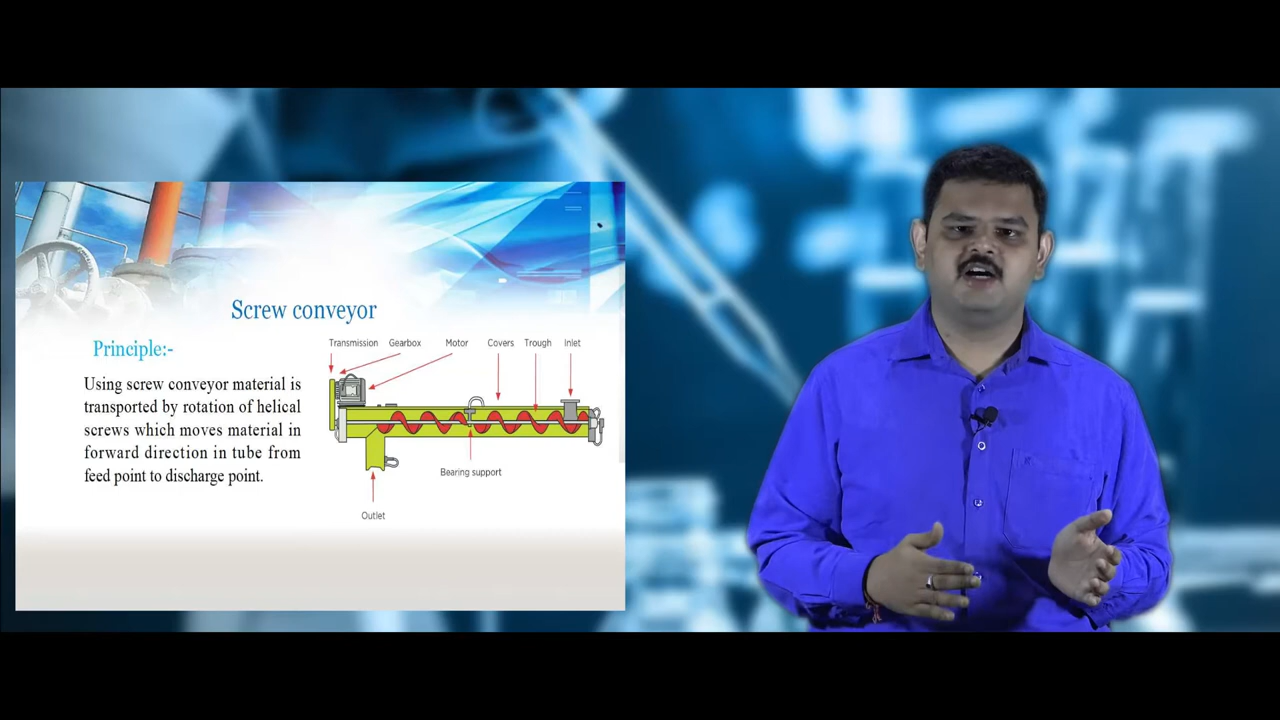 Screw conveyor
Principle:-
Using screw conveyor material is
transported by rotation of helical
screws which moves material in
forward direction in tube from
feed point to discharge point.
Transmission Gearbox Motor Covers Trough Inlet
Bearing support
Outlet